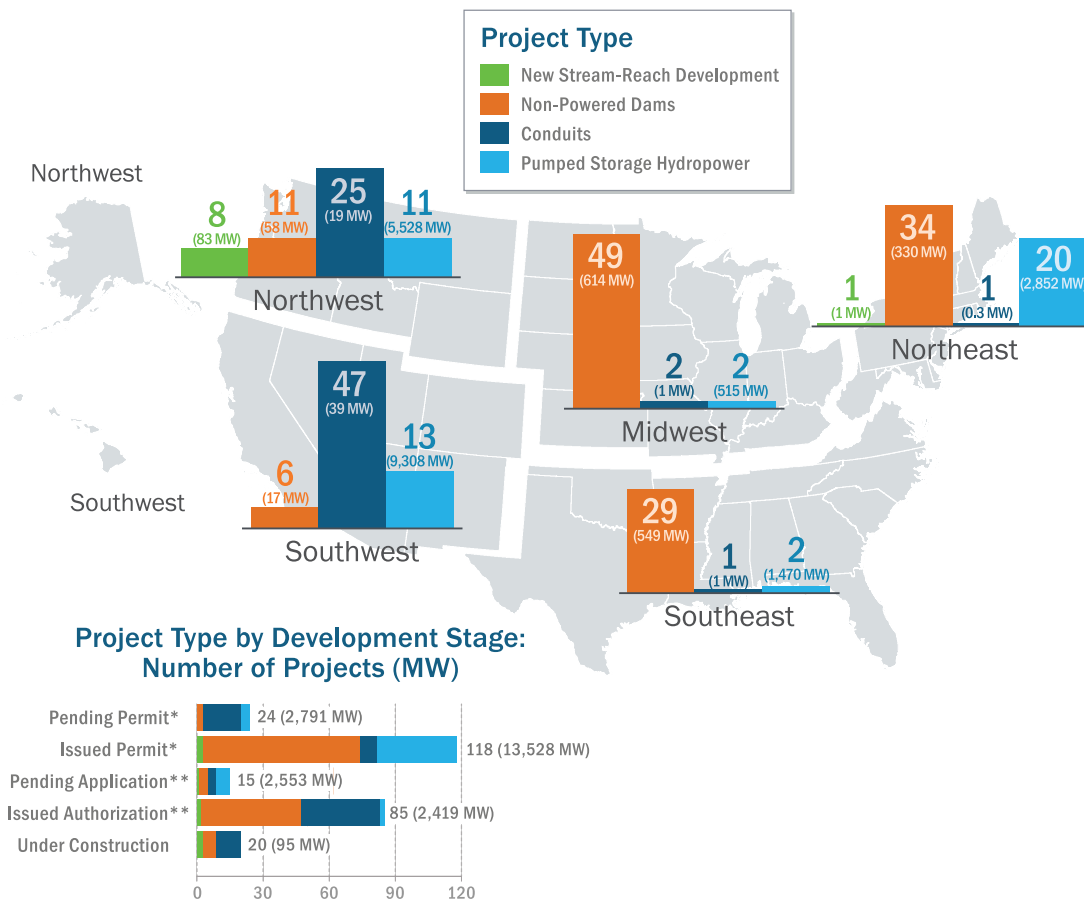 Project Type
New Stream-Reach Development
Non-Powered Dams
Conduits
Pumped Storage Hydropower
Northwest
8
(83 MW)
11
(58 MW)
25
(19 MW)
11
(5,528 MW)
Northwest
49
(614 MW)
2
(1 MW)
2
(515 MW)
Midwest
1
(1 MW)
34
(330 MW)
1
(0.3 MW)
20
(2,852 MW)
Northeast
Southwest
6
(17 MW)
47
(39 MW)
13
(9,308 MW)
Southwest
29
(549 MW)
1
(1 MW)
2
(1,470 MW)
Southeast
Project Type by Development Stage:
Number of Projects (MW)
Pending Permit* 24 (2,791 MW)
Issued Permit* 118 (13,528 MW)
Pending Application** 15 (2,553 MW)
Issued Authorization** 85 (2,419 MW)
Under Construction 20 (95 MW)
0 30 60 90 120